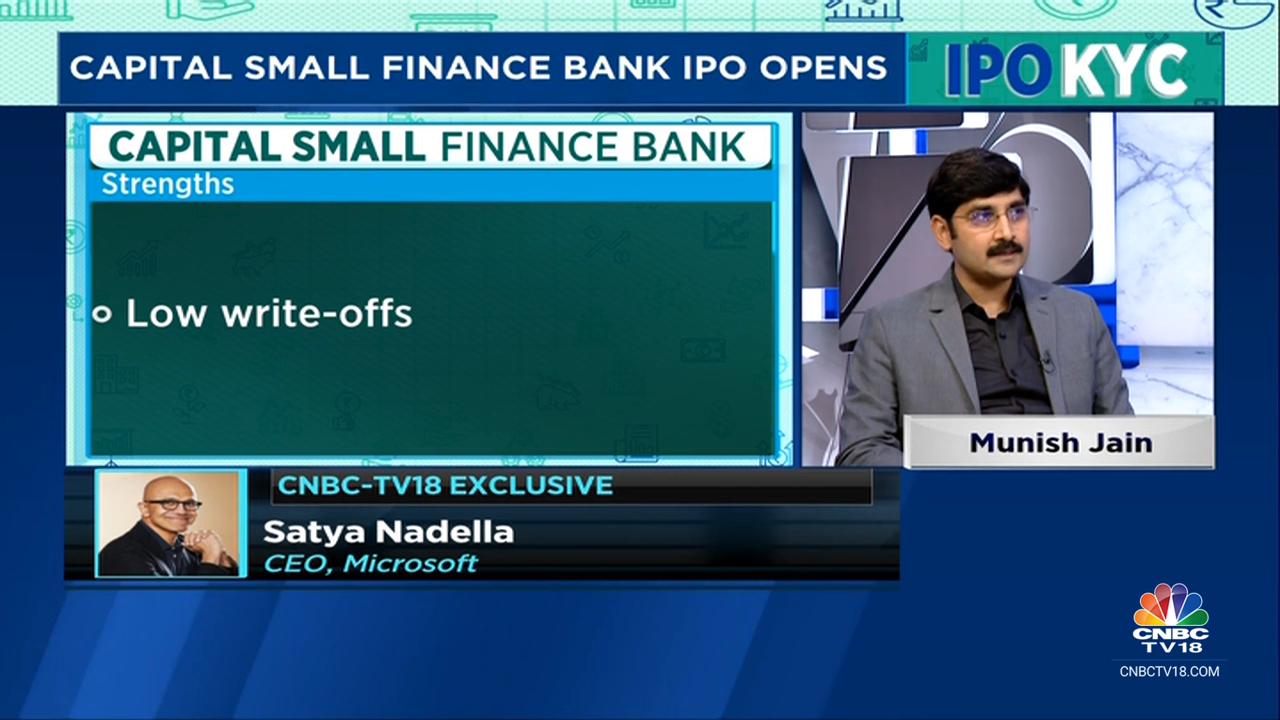 CAPITAL SMALL FINANCE BANK IPO OPENS
IPO KYC
CAPITAL SMALL FINANCE BANK
Strengths
o Low write-offs
Munish Jain
CNBC-TV18 EXCLUSIVE
Satya Nadella
CEO, Microsoft
CNBC
TV18
CNBCTV18.COM